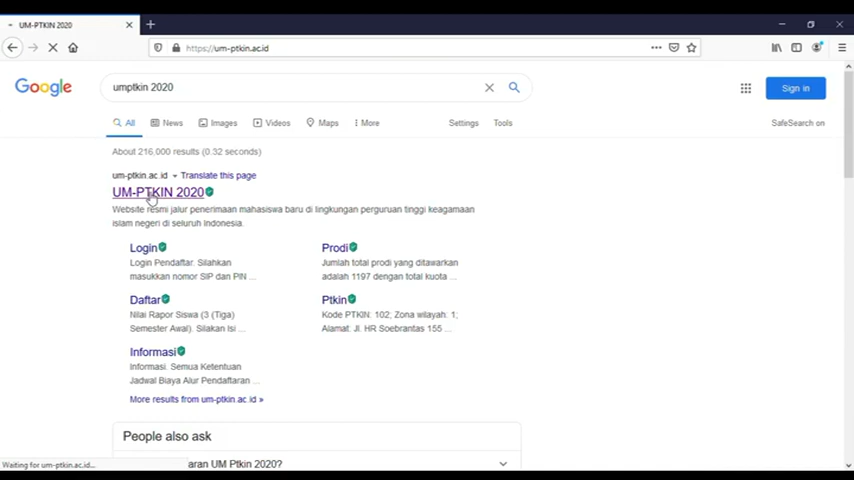 UM-PTKIN 2020
https://um-ptkin.ac.id
Google
umptkin 2020
Sign in
All
News
Images
Videos
Maps
More
Settings
Tools
SafeSearch on
About 216,000 results (0.32 seconds)
um-ptkin.ac.id
Translate this page
UM-PTKIN 2020
Website resmi jalur penerimaan mahasiswa baru di lingkungan perguruan tinggi keagamaan
islam negeri di seluruh Indonesia.
Login
Login Pendaftar. Silahkan
masukkan nomor SIP dan PIN ...
Prodi
Jumlah total prodi yang ditawarkan
adalah 1197 dengan total kuota ...
Daftar
Nilai Rapor Siswa (3 (Tiga)
Semester Awal). Silakan Isi ...
Ptkin
Kode PTKIN: 102; Zona wilayah: 1;
Alamat: Jl. HR Soebrantas 155 ...
Informasi
Informasi. Semua Ketentuan
Jadwal Biaya Alur Pendaftaran ...
More results from um-ptkin.ac.id »
People also ask
aran UM Ptkin 2020?
Waiting for um-ptkin.ac.id...